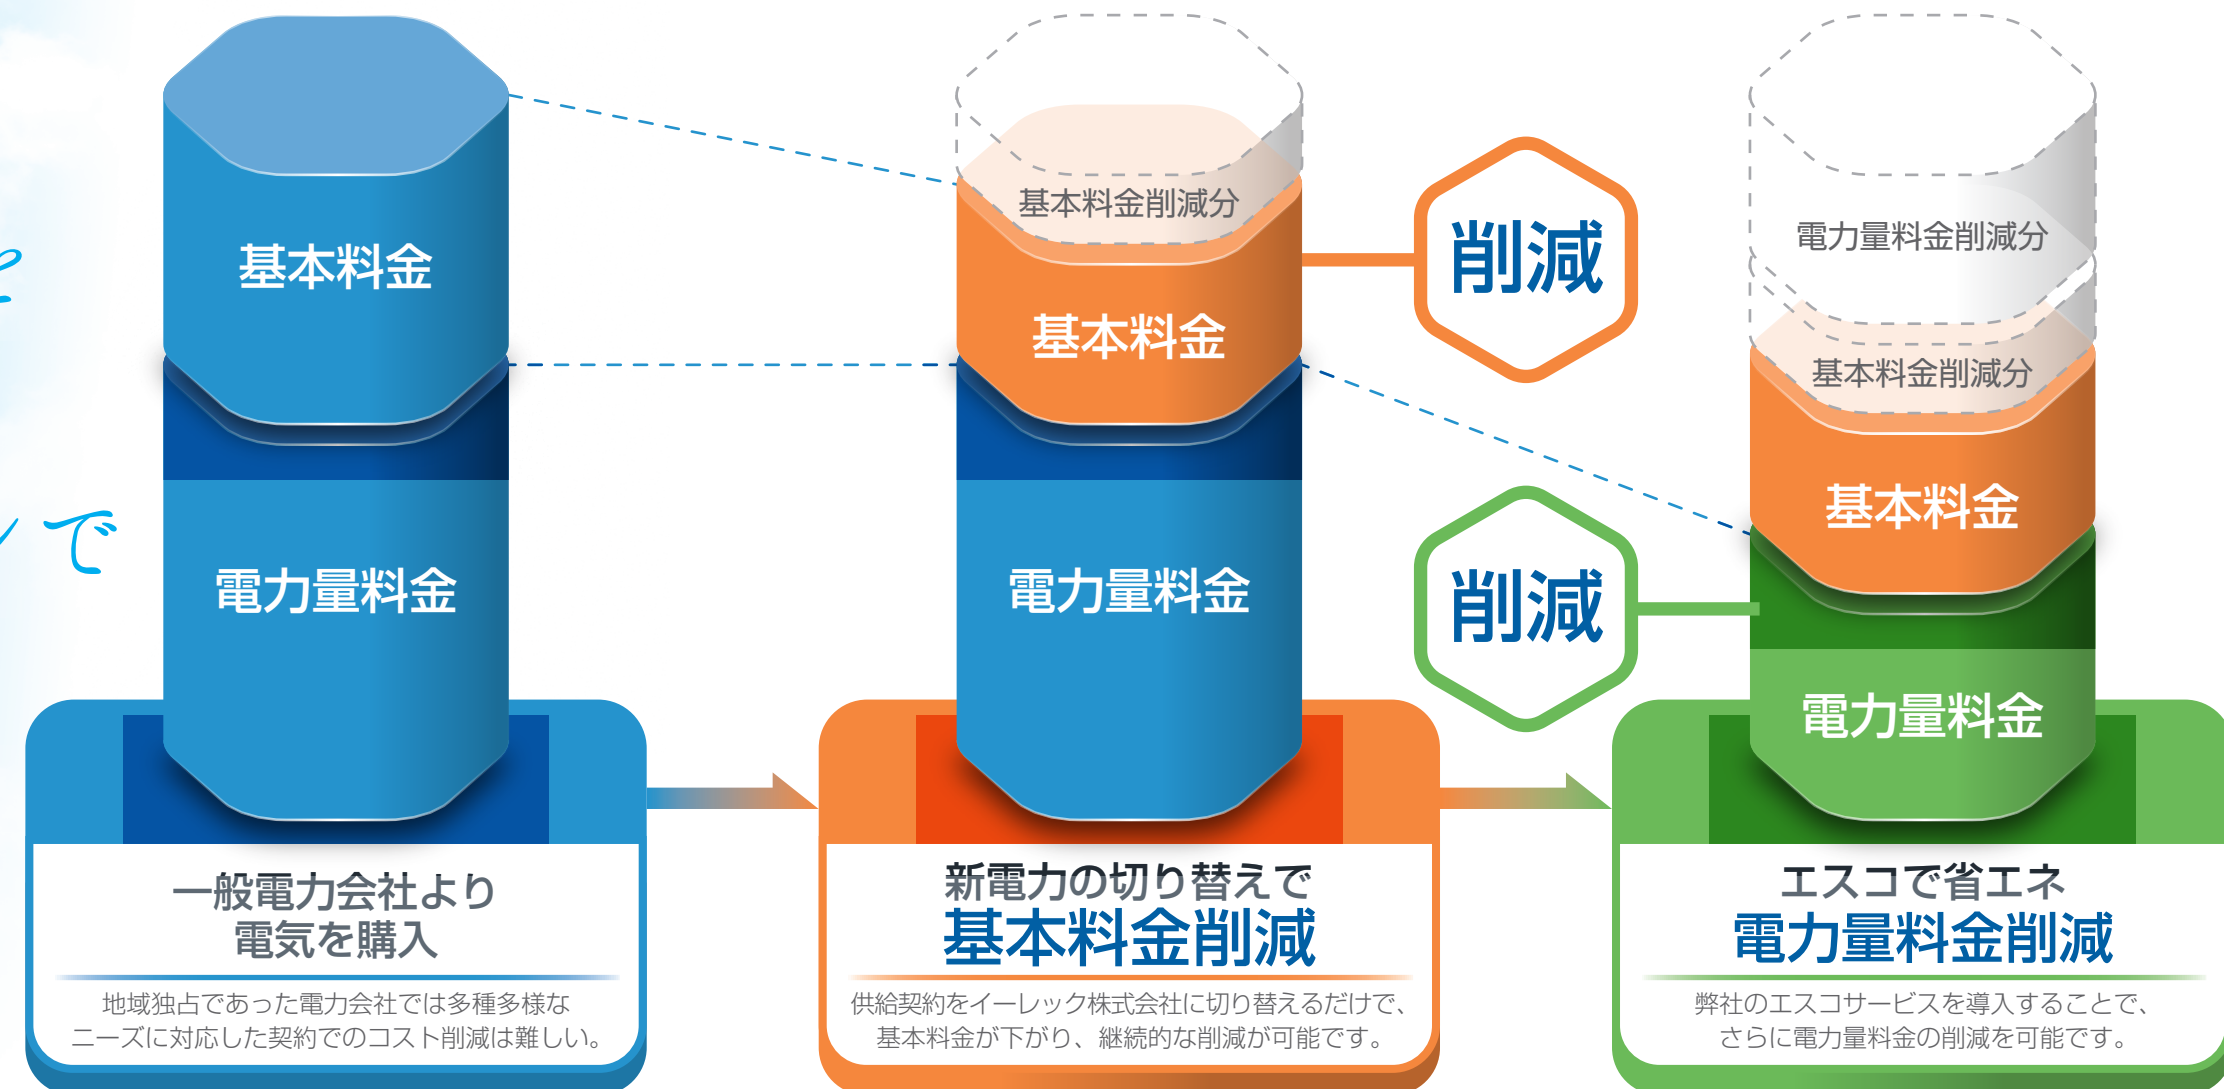 基本料金
電力量料金
一般電力会社より
電気を購入
地域独占であった電力会社では多種多様な
ニーズに対応した契約でのコスト削減は難しい。
基本料金削減分
基本料金
電力量料金
削減
新電力の切り替えで
基本料金削減
供給契約をイーレック株式会社に切り替えるだけで、
基本料金が下がり、継続的な削減が可能です。
削減
電力量料金削減分
基本料金削減分
基本料金
電力量料金
エスコで省エネ
電力量料金削減
弊社のエスコサービスを導入することで、
さらに電力量料金の削減を可能です。
で